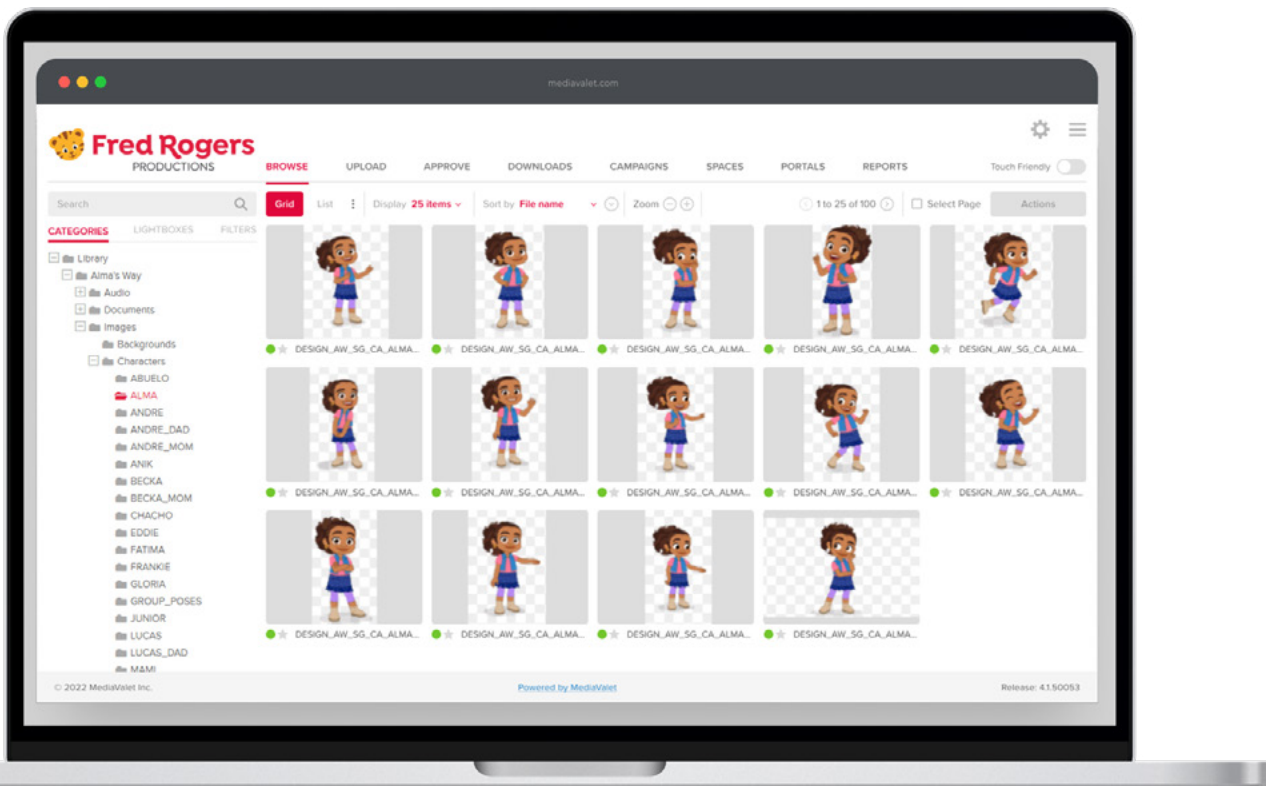 mediavalet.com
Fred Rogers
PRODUCTIONS
BROWSE UPLOAD APPROVE DOWNLOADS CAMPAIGNS SPACES PORTALS REPORTS Touch Friendly
Search Grid List Display 25 items Sort by File name Zoom 1 to 25 of 100 Select Page Actions
CATEGORIES LIGHTBOXES FILTERS
Library
Alma's Way
Audio
Documents
Images
Backgrounds
Characters
ABUELO
ALMA
ANDRE
ANDRE_DAD
ANDRE_MOM
ANIK
BECKA
BECKA_MOM
CHACHO
EDDIE
FATIMA
FRANKIE
GLORIA
GROUP_POSES
JUNIOR
LUCAS
LUCAS_DAD
MAMI
DESIGN_AW_SG_CA_ALMA... DESIGN_AW_SG_CA_ALMA... DESIGN_AW_SG_CA_ALMA... DESIGN_AW_SG_CA_ALMA... DESIGN_AW_SG_CA_ALMA...
DESIGN_AW_SG_CA_ALMA... DESIGN_AW_SG_CA_ALMA... DESIGN_AW_SG_CA_ALMA... DESIGN_AW_SG_CA_ALMA... DESIGN_AW_SG_CA_ALMA...
DESIGN_AW_SG_CA_ALMA... DESIGN_AW_SG_CA_ALMA... DESIGN_AW_SG_CA_ALMA... DESIGN_AW_SG_CA_ALMA...
© 2022 MediaValet Inc. Powered by MediaValet Release: 4.1.50053